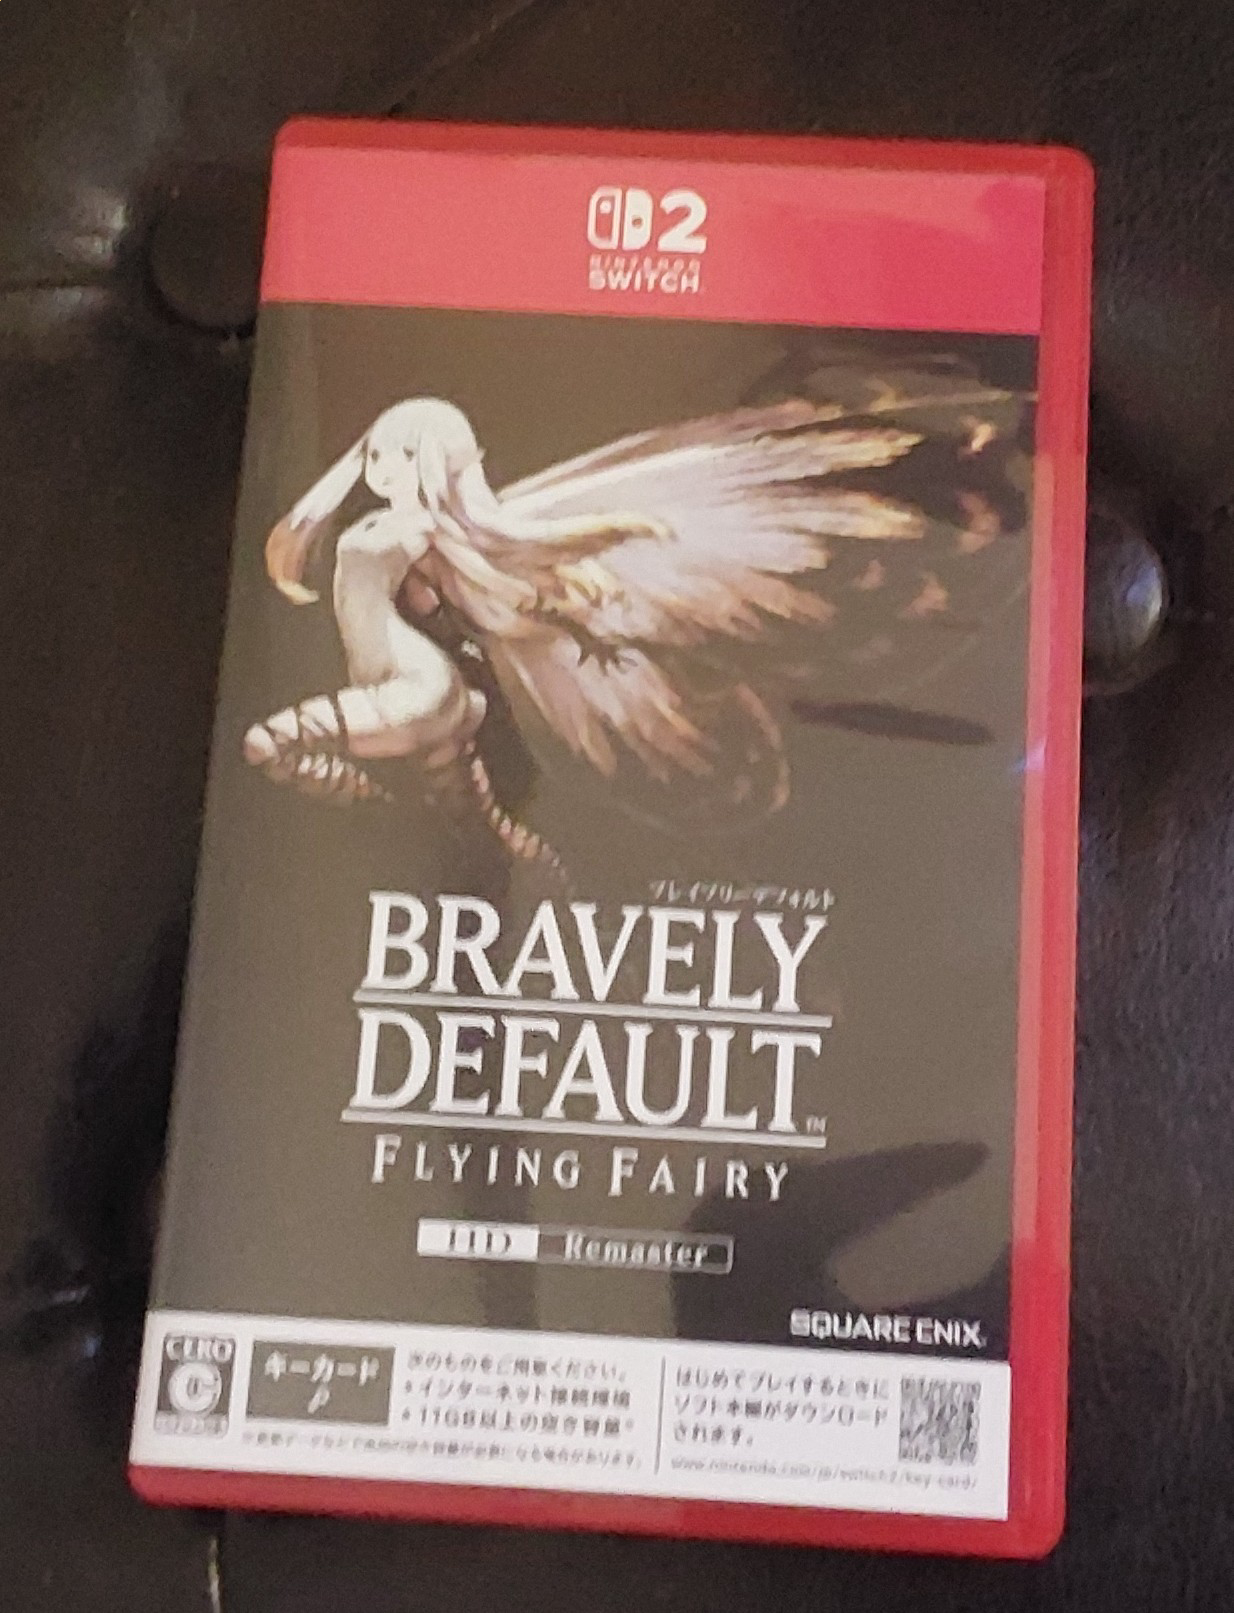 2
NINTENDO
SWITCH
ブレイブリーデフォルト
BRAVELY
DEFAULT™
FLYING FAIRY
HD Remaster
SQUARE ENIX
CERO
C
キーカード
次のものをご用意ください。
•インターネット接続環境
•11GB以上の空き容量※
はじめてプレイするときに
ソフト本編がダウンロード
されます。
www.nintendo.com/jp/switch2/key-card/